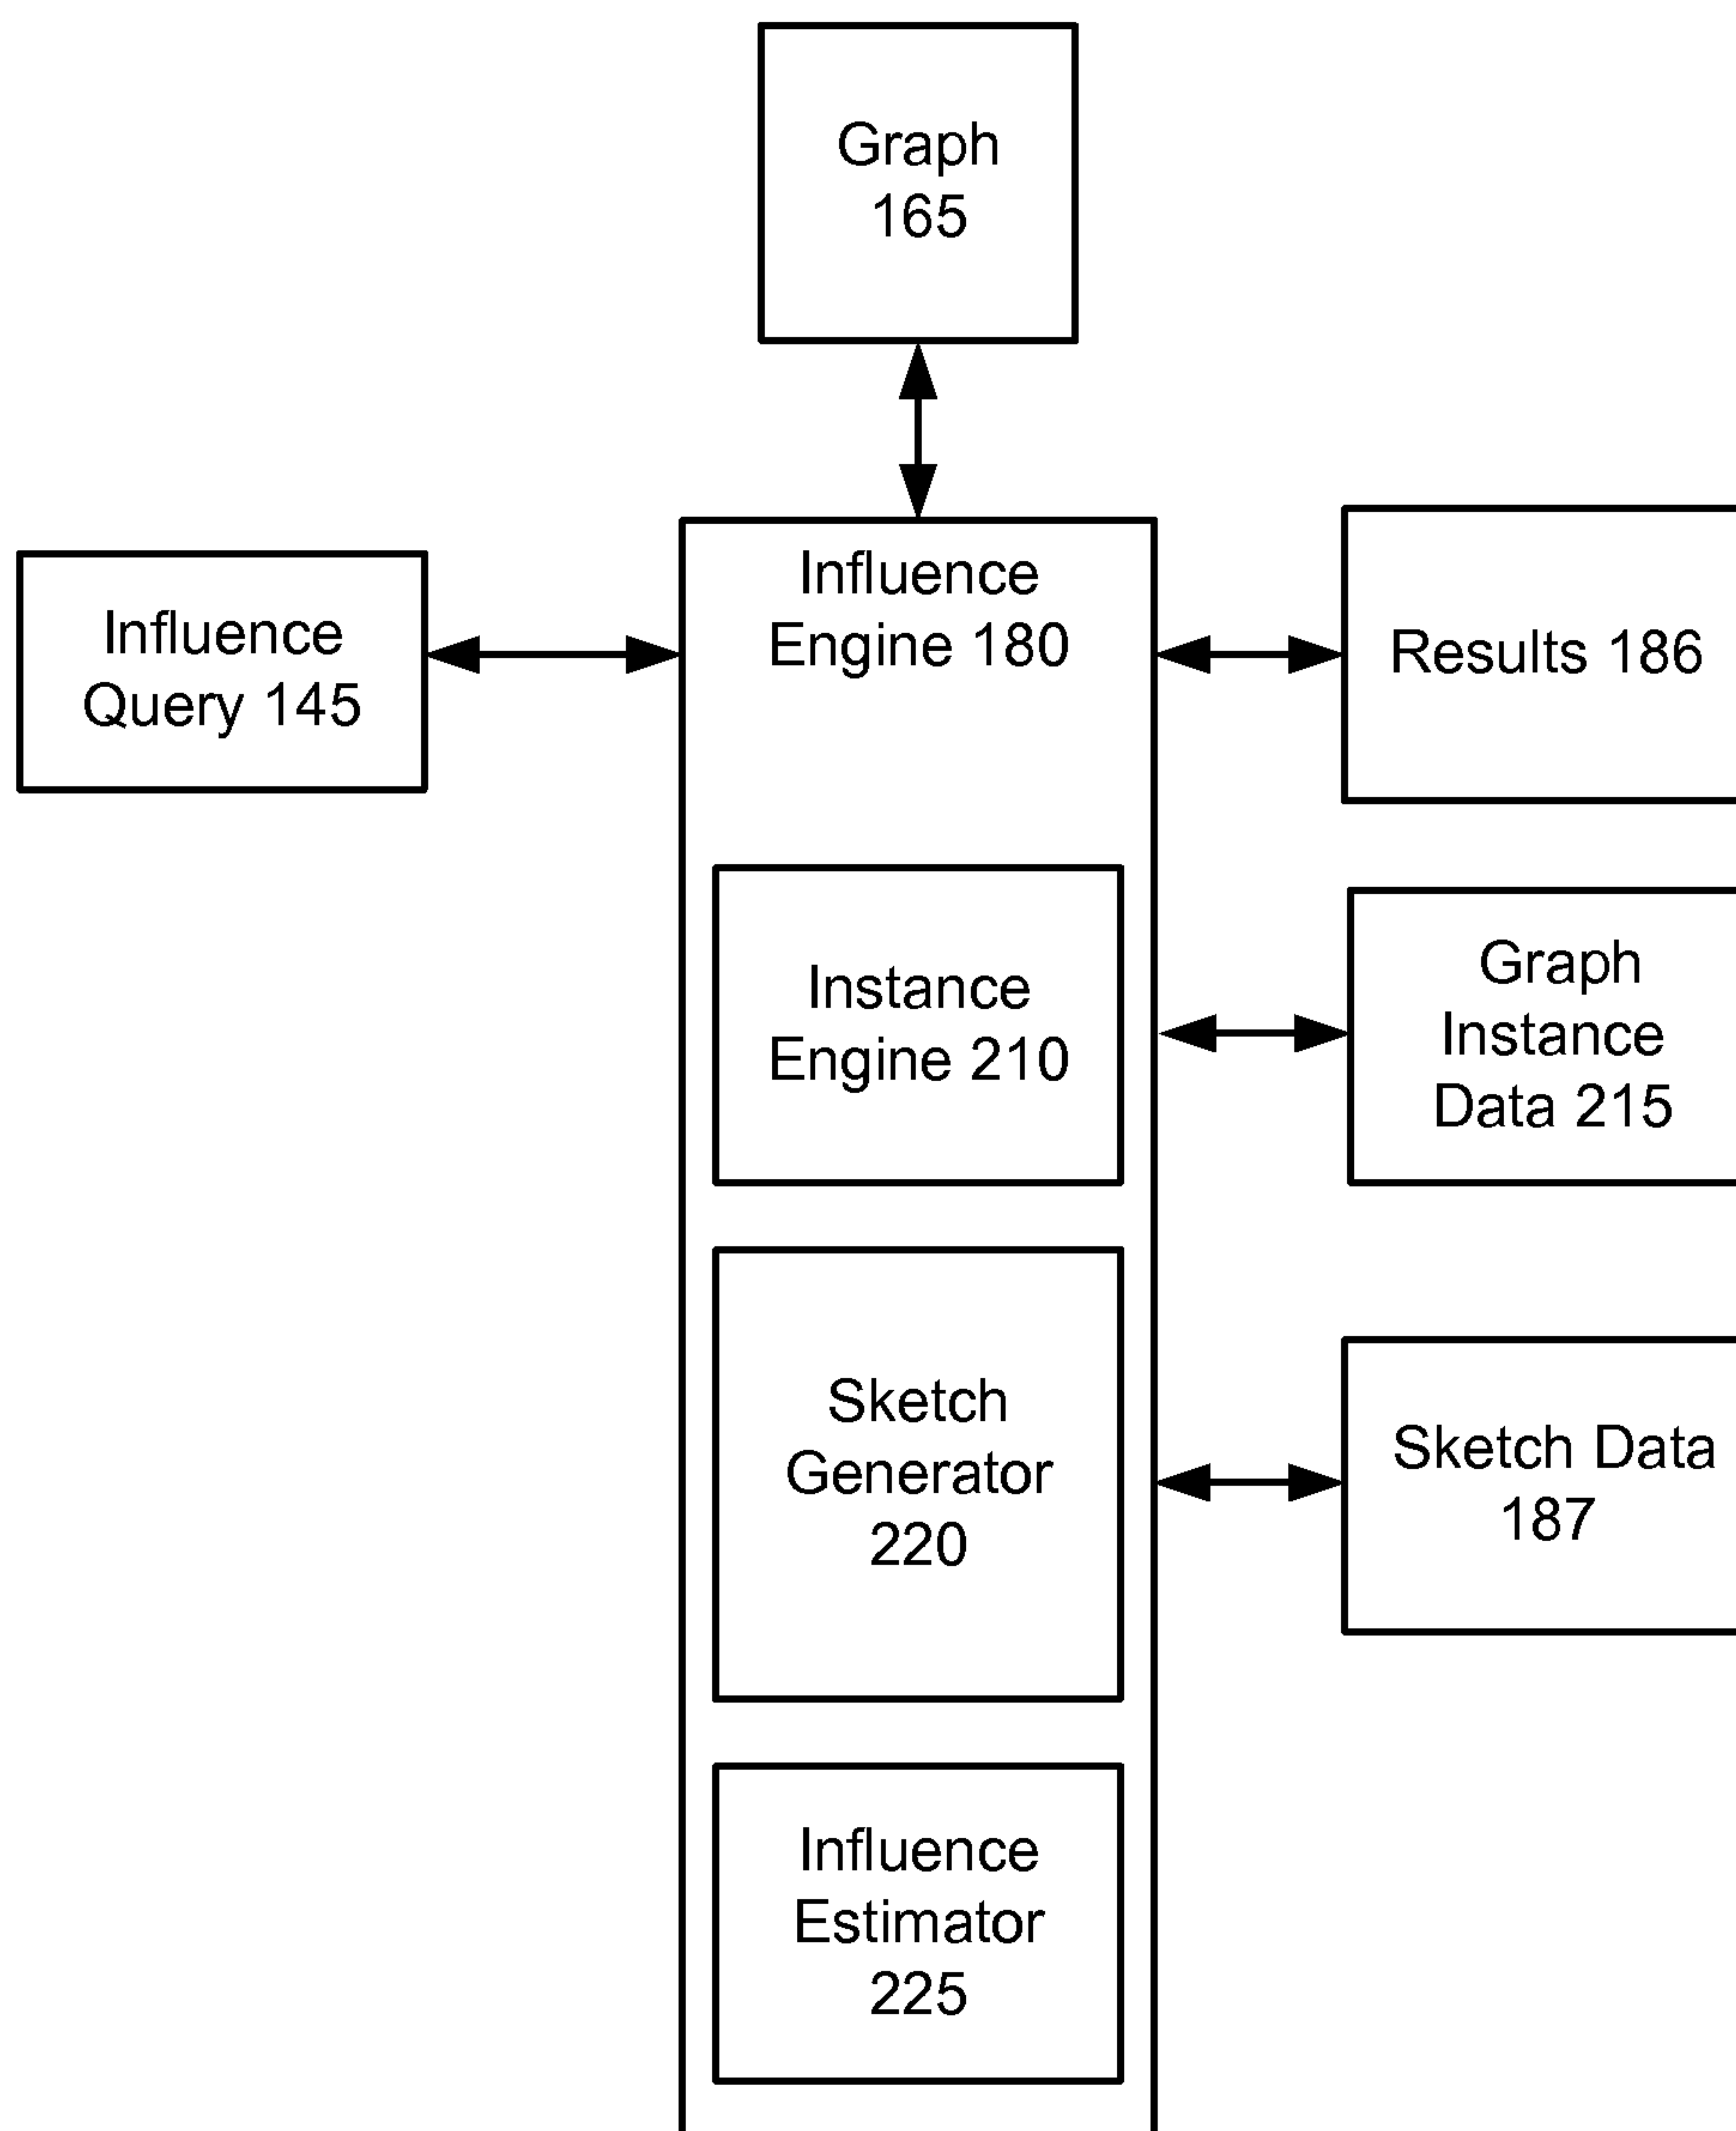 Graph
165
Influence
Query 145
Influence
Engine 180
Results 186
Instance
Engine 210
Graph
Instance
Data 215
Sketch
Generator
220
Sketch Data
187
Influence
Estimator
225